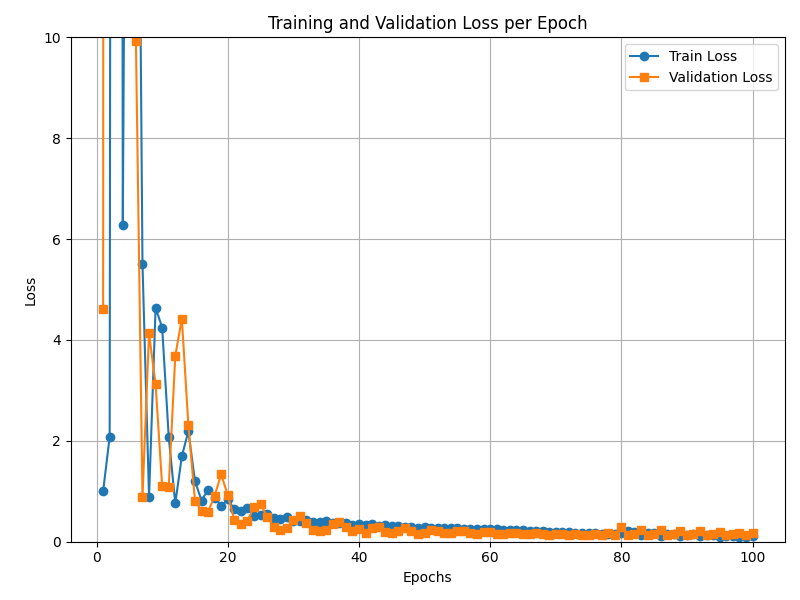 Training and Validation Loss per Epoch
Train Loss
Validation Loss
Loss
10
8
6
4
2
0
0 20 40 60 80 100
Epochs